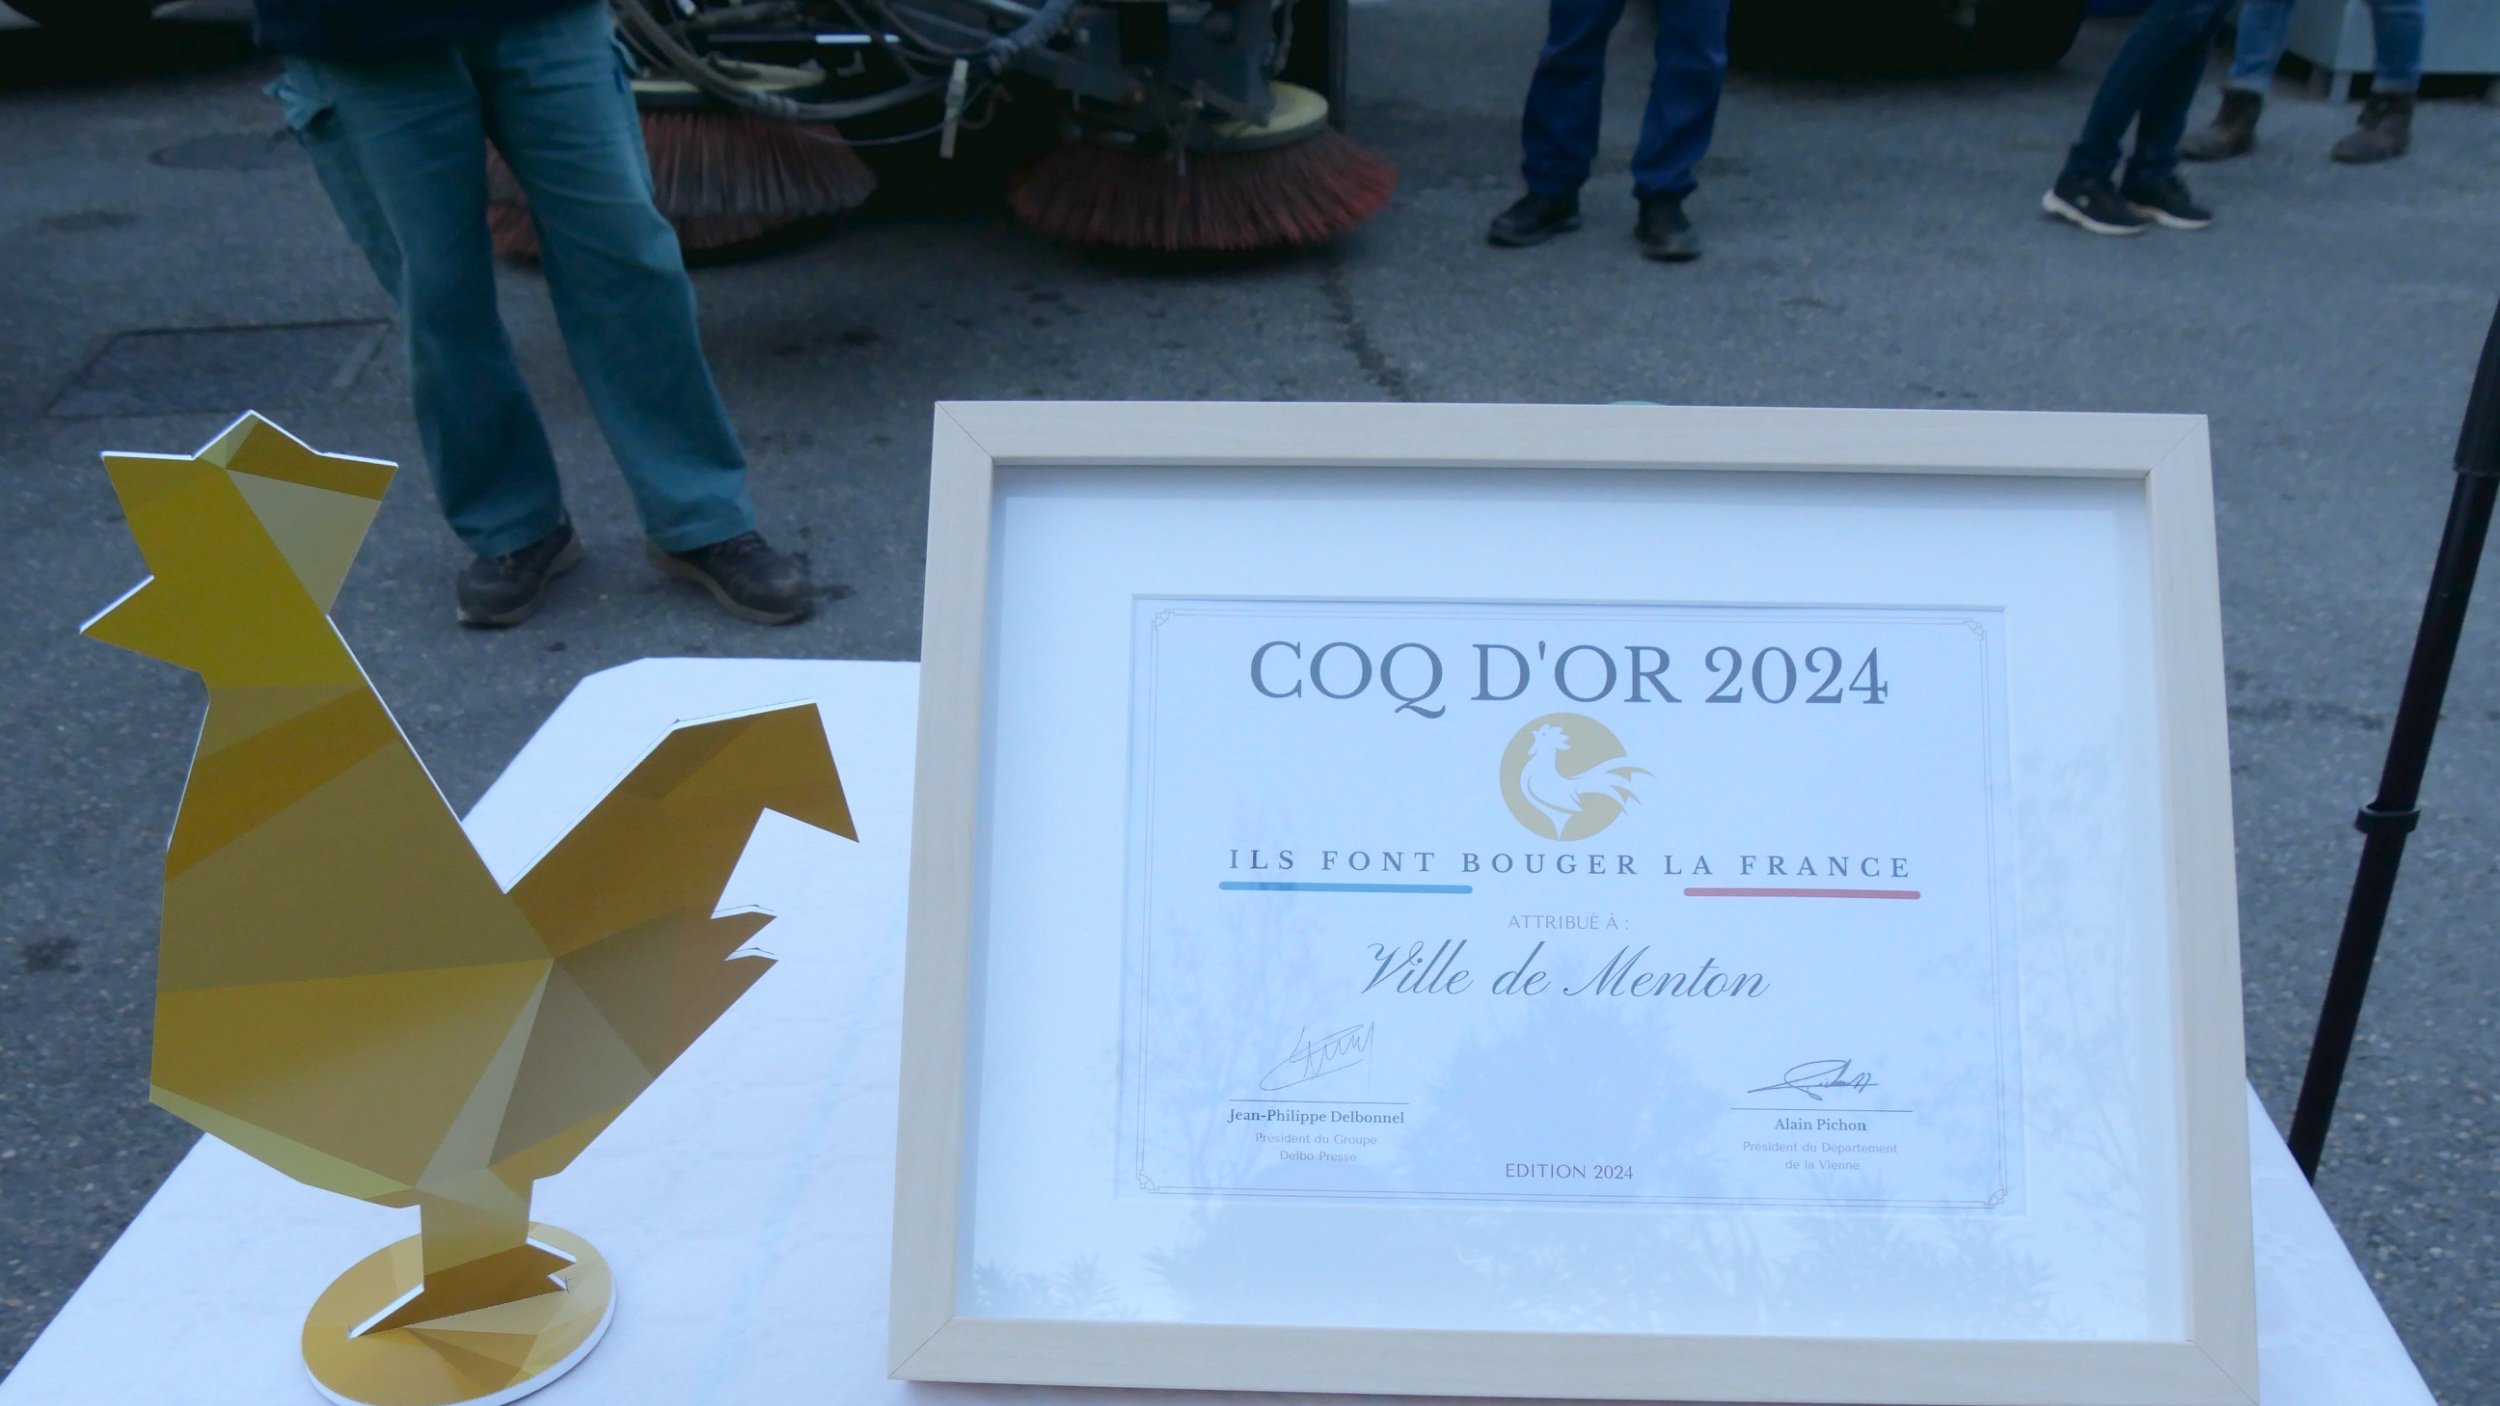 COQ D'OR 2024
ILS FONT BOUGER LA FRANCE
ATTRIBUÉ À :
Ville de Menton
Jean-Philippe Delbonnel
Président du Groupe
Delbo Presse
Alain Pichon
Président du Département
de la Vienne
EDITION 2024